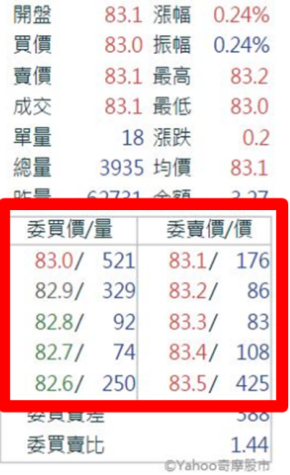 開盤 83.1 漲幅 0.24%
買價 83.0 振幅 0.24%
賣價 83.1 最高 83.2
成交 83.1 最低 83.0
單量 18 漲跌 0.2
總量 3935 均價 83.1
昨量 62731 金額 3.27
委買價/量 委賣價/價
83.0/ 521 83.1/ 176
82.9/ 329 83.2/ 86
82.8/ 92 83.3/ 83
82.7/ 74 83.4/ 108
82.6/ 250 83.5/ 425
委買賣差 388
委買賣比 1.44
©Yahoo奇摩股市